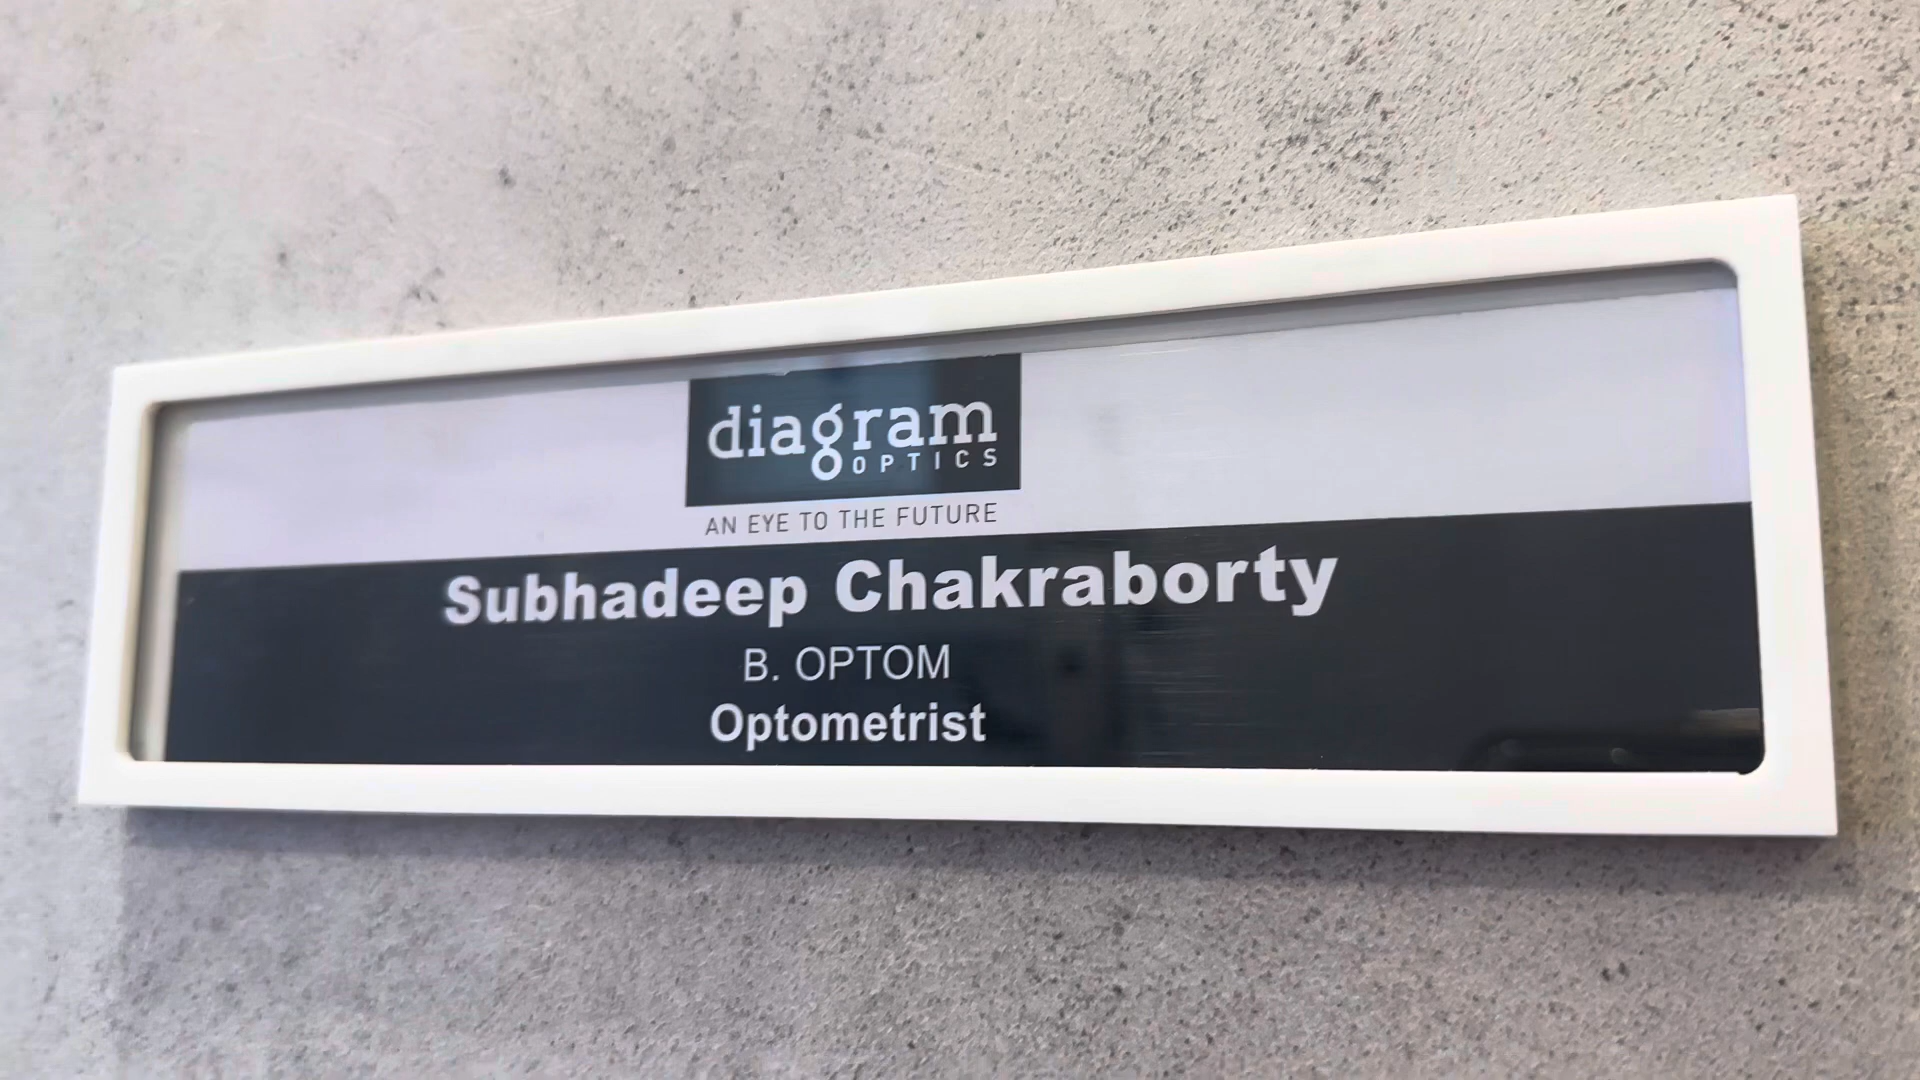 diagram
OPTICS
AN EYE TO THE FUTURE
Subhadeep Chakraborty
B. OPTOM
Optometrist